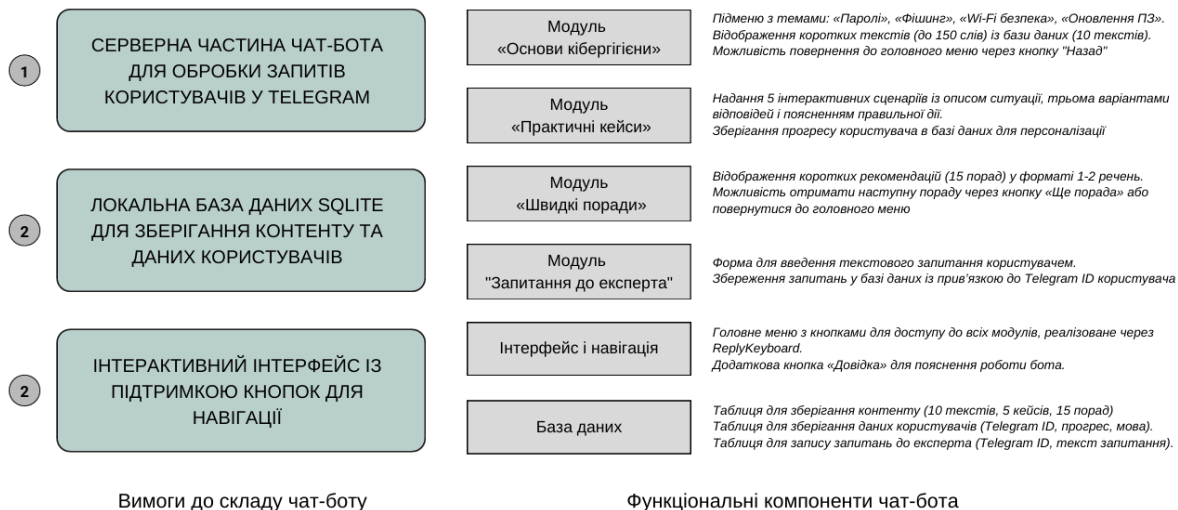 1
СЕРВЕРНА ЧАСТИНА ЧАТ-БОТА
ДЛЯ ОБРОБКИ ЗАПИТІВ
КОРИСТУВАЧІВ У TELEGRAM
2
ЛОКАЛЬНА БАЗА ДАНИХ SQLITE
ДЛЯ ЗБЕРІГАННЯ КОНТЕНТУ ТА
ДАНИХ КОРИСТУВАЧІВ
2
ІНТЕРАКТИВНИЙ ІНТЕРФЕЙС ІЗ
ПІДТРИМКОЮ КНОПОК ДЛЯ
НАВІГАЦІЇ
Вимоги до складу чат-боту
Модуль
«Основи кібергігієни»
Підменю з темами: «Паролі», «Фішинг», «Wi-Fi безпека», «Оновлення ПЗ».
Відображення коротких текстів (до 150 слів) із бази даних (10 текстів).
Можливість повернення до головного меню через кнопку "Назад"
Модуль
«Практичні кейси»
Надання 5 інтерактивних сценаріїв із описом ситуації, трьома варіантами
відповідей і поясненням правильної дії.
Зберігання прогресу користувача в базі даних для персоналізації
Модуль
«Швидкі поради»
Відображення коротких рекомендацій (15 порад) у форматі 1-2 речень.
Можливість отримати наступну пораду через кнопку «Ще порада» або
повернутися до головного меню
Модуль
"Запитання до експерта"
Форма для введення текстового запитання користувачем.
Збереження запитань у базі даних із прив'язкою до Telegram ID користувача
Інтерфейс і навігація
Головне меню з кнопками для доступу до всіх модулів, реалізоване через
ReplyKeyboard.
Додаткова кнопка «Довідка» для пояснення роботи бота.
База даних
Таблиця для зберігання контенту (10 текстів, 5 кейсів, 15 порад)
Таблиця для зберігання даних користувачів (Telegram ID, прогрес, мова).
Таблиця для запису запитань до експерта (Telegram ID, текст запитання).
Функціональні компоненти чат-бота